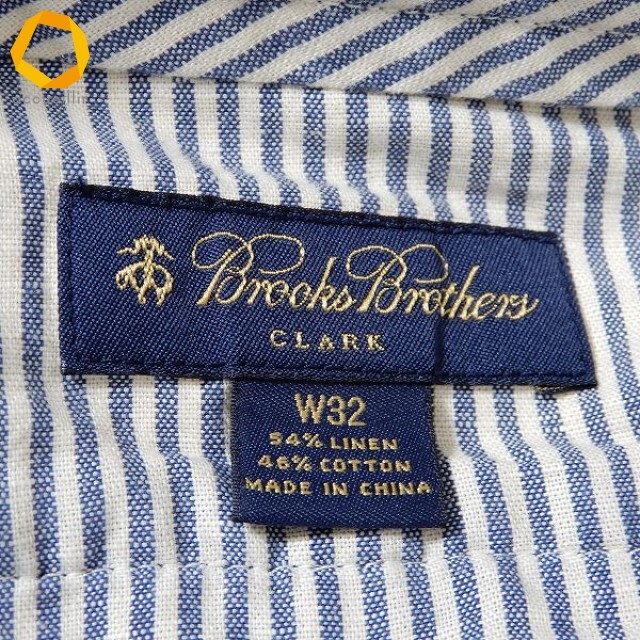 Brooks Brothers
CLARK
W32
54% LINEN
46% COTTON
MADE IN CHINA